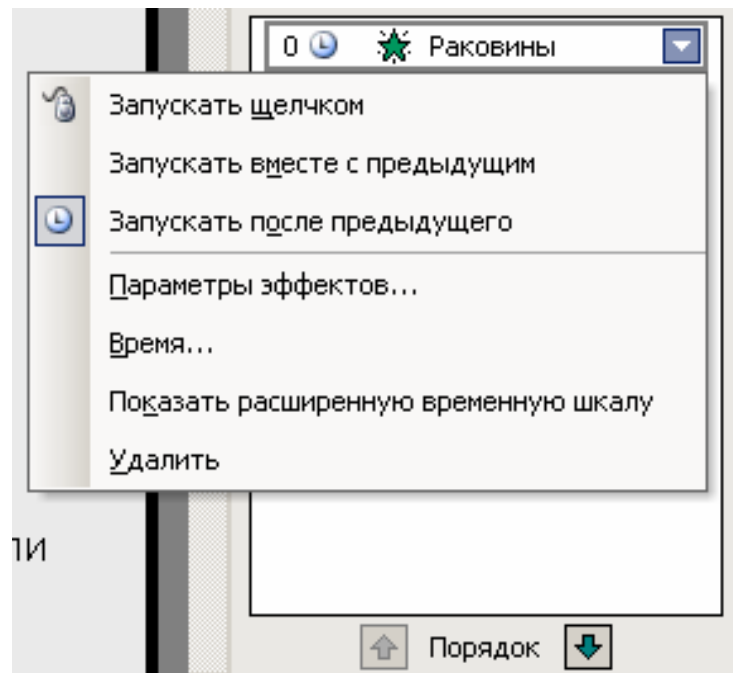 0 Раковины
Запускать щелчком
Запускать вместе с предыдущим
Запускать после предыдущего
Параметры эффектов...
Время...
Показать расширенную временную шкалу
Удалить
ли
Порядок